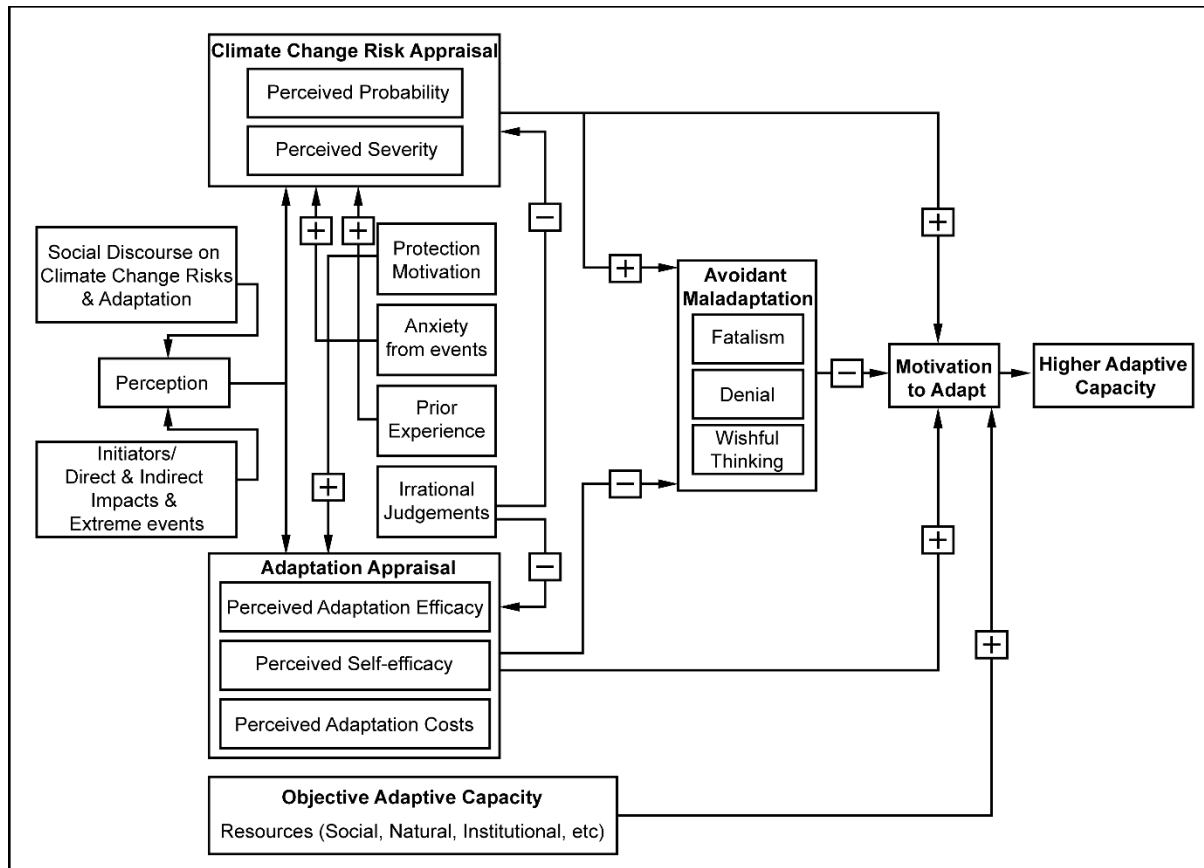 Climate Change Risk Appraisal
Perceived Probability
Perceived Severity
−
+
+
+
Social Discourse on
Climate Change Risks
& Adaptation
Protection
Motivation
+
Avoidant
Maladaptation
Fatalism
Denial
Wishful
Thinking
Anxiety
from events
Perception
−
Motivation
to Adapt
Higher Adaptive
Capacity
Prior
Experience
Initiators/
Direct & Indirect
Impacts &
Extreme events
+
Irrational
Judgements
−
−
+
Adaptation Appraisal
Perceived Adaptation Efficacy
Perceived Self-efficacy
Perceived Adaptation Costs
+
Objective Adaptive Capacity
Resources (Social, Natural, Institutional, etc)